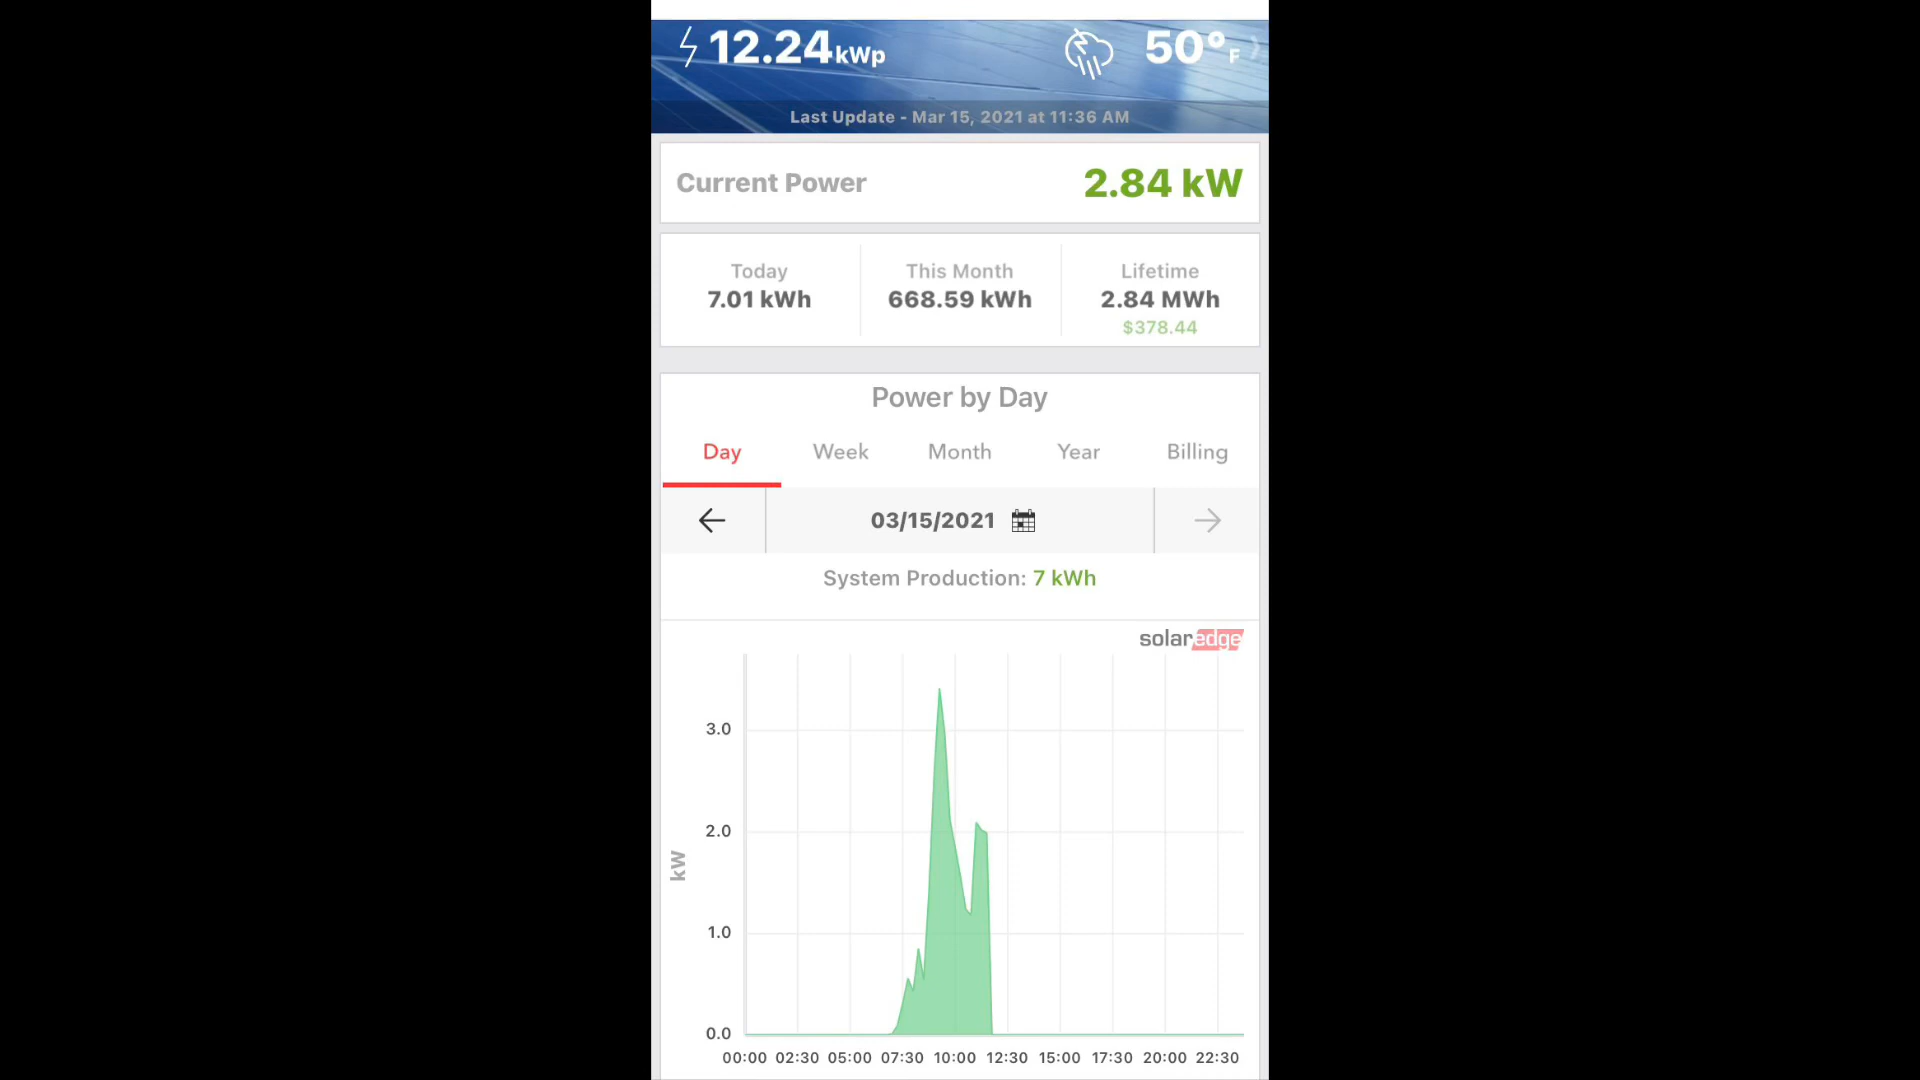 12.24 kWp 50° F
Last Update - Mar 15, 2021 at 11:36 AM
Current Power 2.84 kW
Today This Month Lifetime
7.01 kWh 668.59 kWh 2.84 MWh
$378.44
Power by Day
Day Week Month Year Billing
03/15/2021
System Production: 7 kWh
solaredge
3.0
2.0
kW
1.0
0.0
00:00 02:30 05:00 07:30 10:00 12:30 15:00 17:30 20:00 22:30